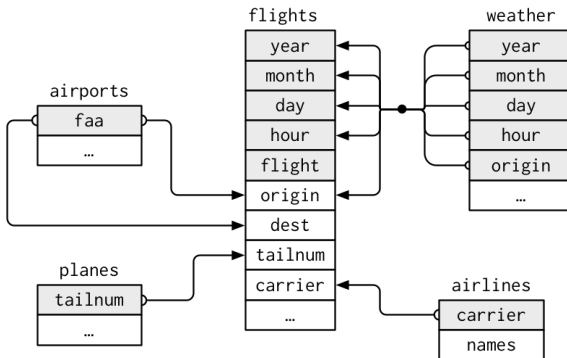 flights
year
month
day
hour
flight
origin
dest
tailnum
carrier
…
weather
year
month
day
hour
origin
…
airports
faa
…
planes
tailnum
…
airlines
carrier
names